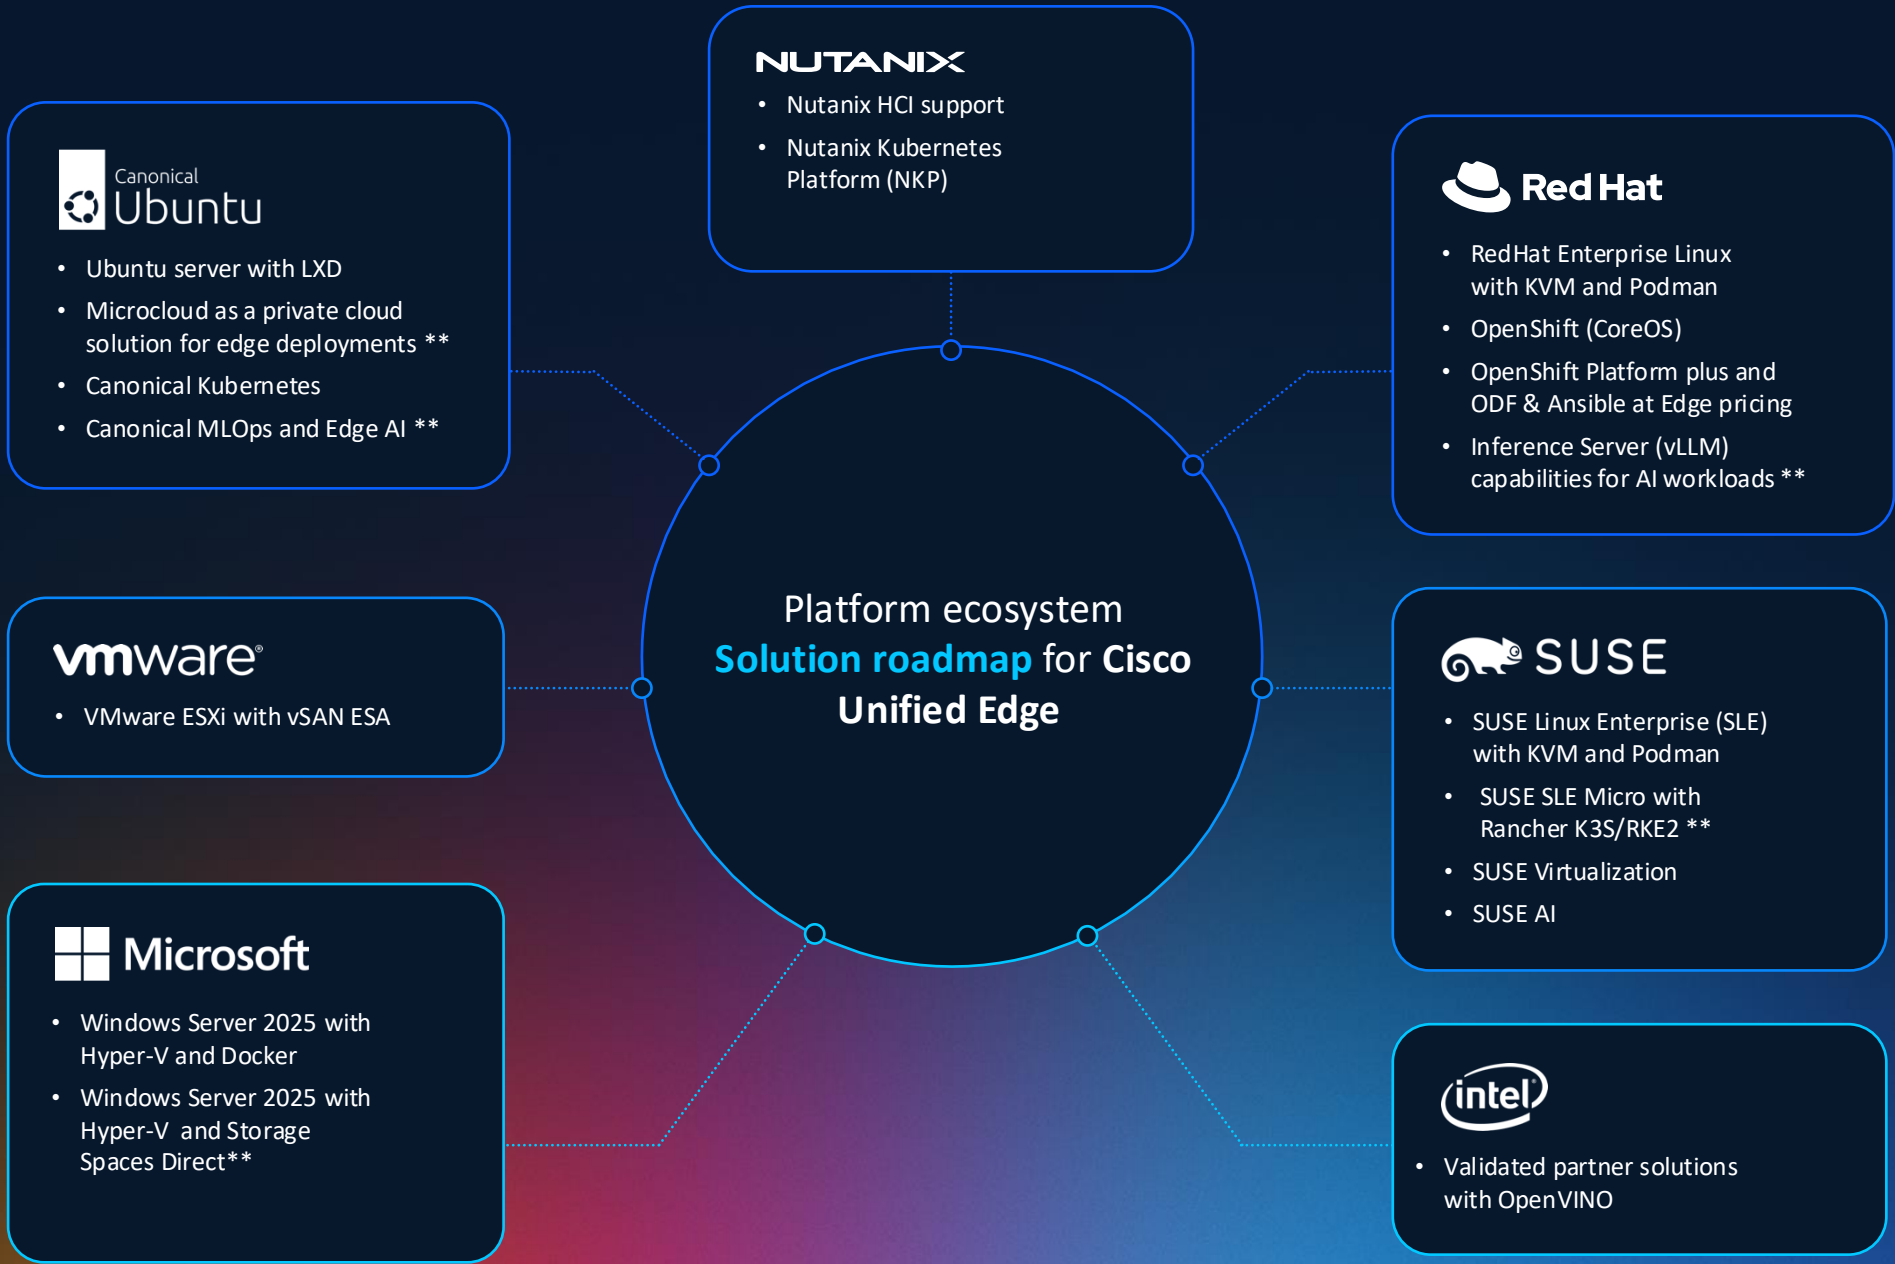 NUTANIX
• Nutanix HCI support
• Nutanix Kubernetes
Platform (NKP)
Canonical
Ubuntu
• Ubuntu server with LXD
• Microcloud as a private cloud
solution for edge deployments **
• Canonical Kubernetes
• Canonical MLOps and Edge AI **
Red Hat
• RedHat Enterprise Linux
with KVM and Podman
• OpenShift (CoreOS)
• OpenShift Platform plus and
ODF & Ansible at Edge pricing
• Inference Server (vLLM)
capabilities for AI workloads **
Platform ecosystem
Solution roadmap for Cisco
Unified Edge
vmware®
• VMware ESXi with vSAN ESA
SUSE
• SUSE Linux Enterprise (SLE)
with KVM and Podman
• SUSE SLE Micro with
Rancher K3S/RKE2 **
• SUSE Virtualization
• SUSE AI
Microsoft
• Windows Server 2025 with
Hyper-V and Docker
• Windows Server 2025 with
Hyper-V and Storage
Spaces Direct**
intel
• Validated partner solutions
with OpenVINO